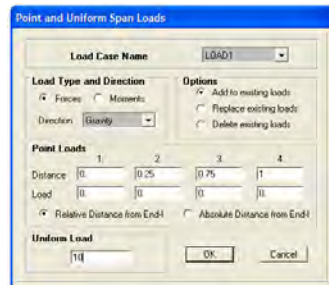 Point and Uniform Span Loads
Load Case Name LOAD1
Load Type and Direction Options
Forces Moments Add to existing loads
Replace existing loads
Direction Gravity Delete existing loads
Point Loads
1. 2. 3. 4.
Distance 0. 0.25 0.75 1
Load 0. 0. 0. 0.
Relative Distance from End-I Absolute Distance from End-I
Uniform Load
10 OK Cancel